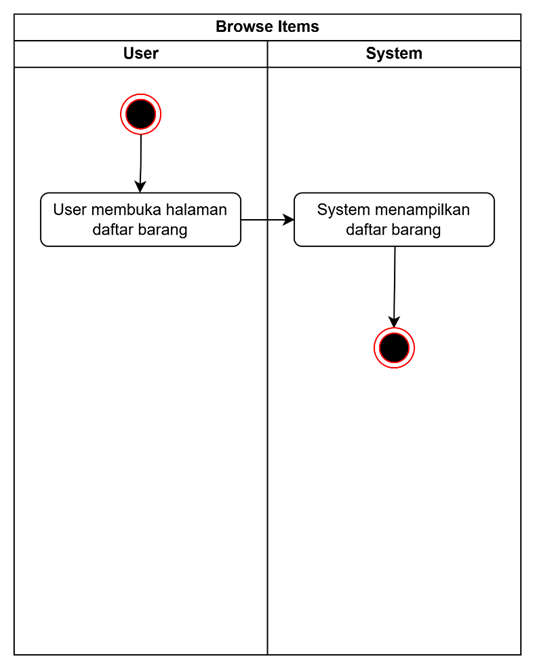 Browse Items
User
System
User membuka halaman
daftar barang
System menampilkan
daftar barang